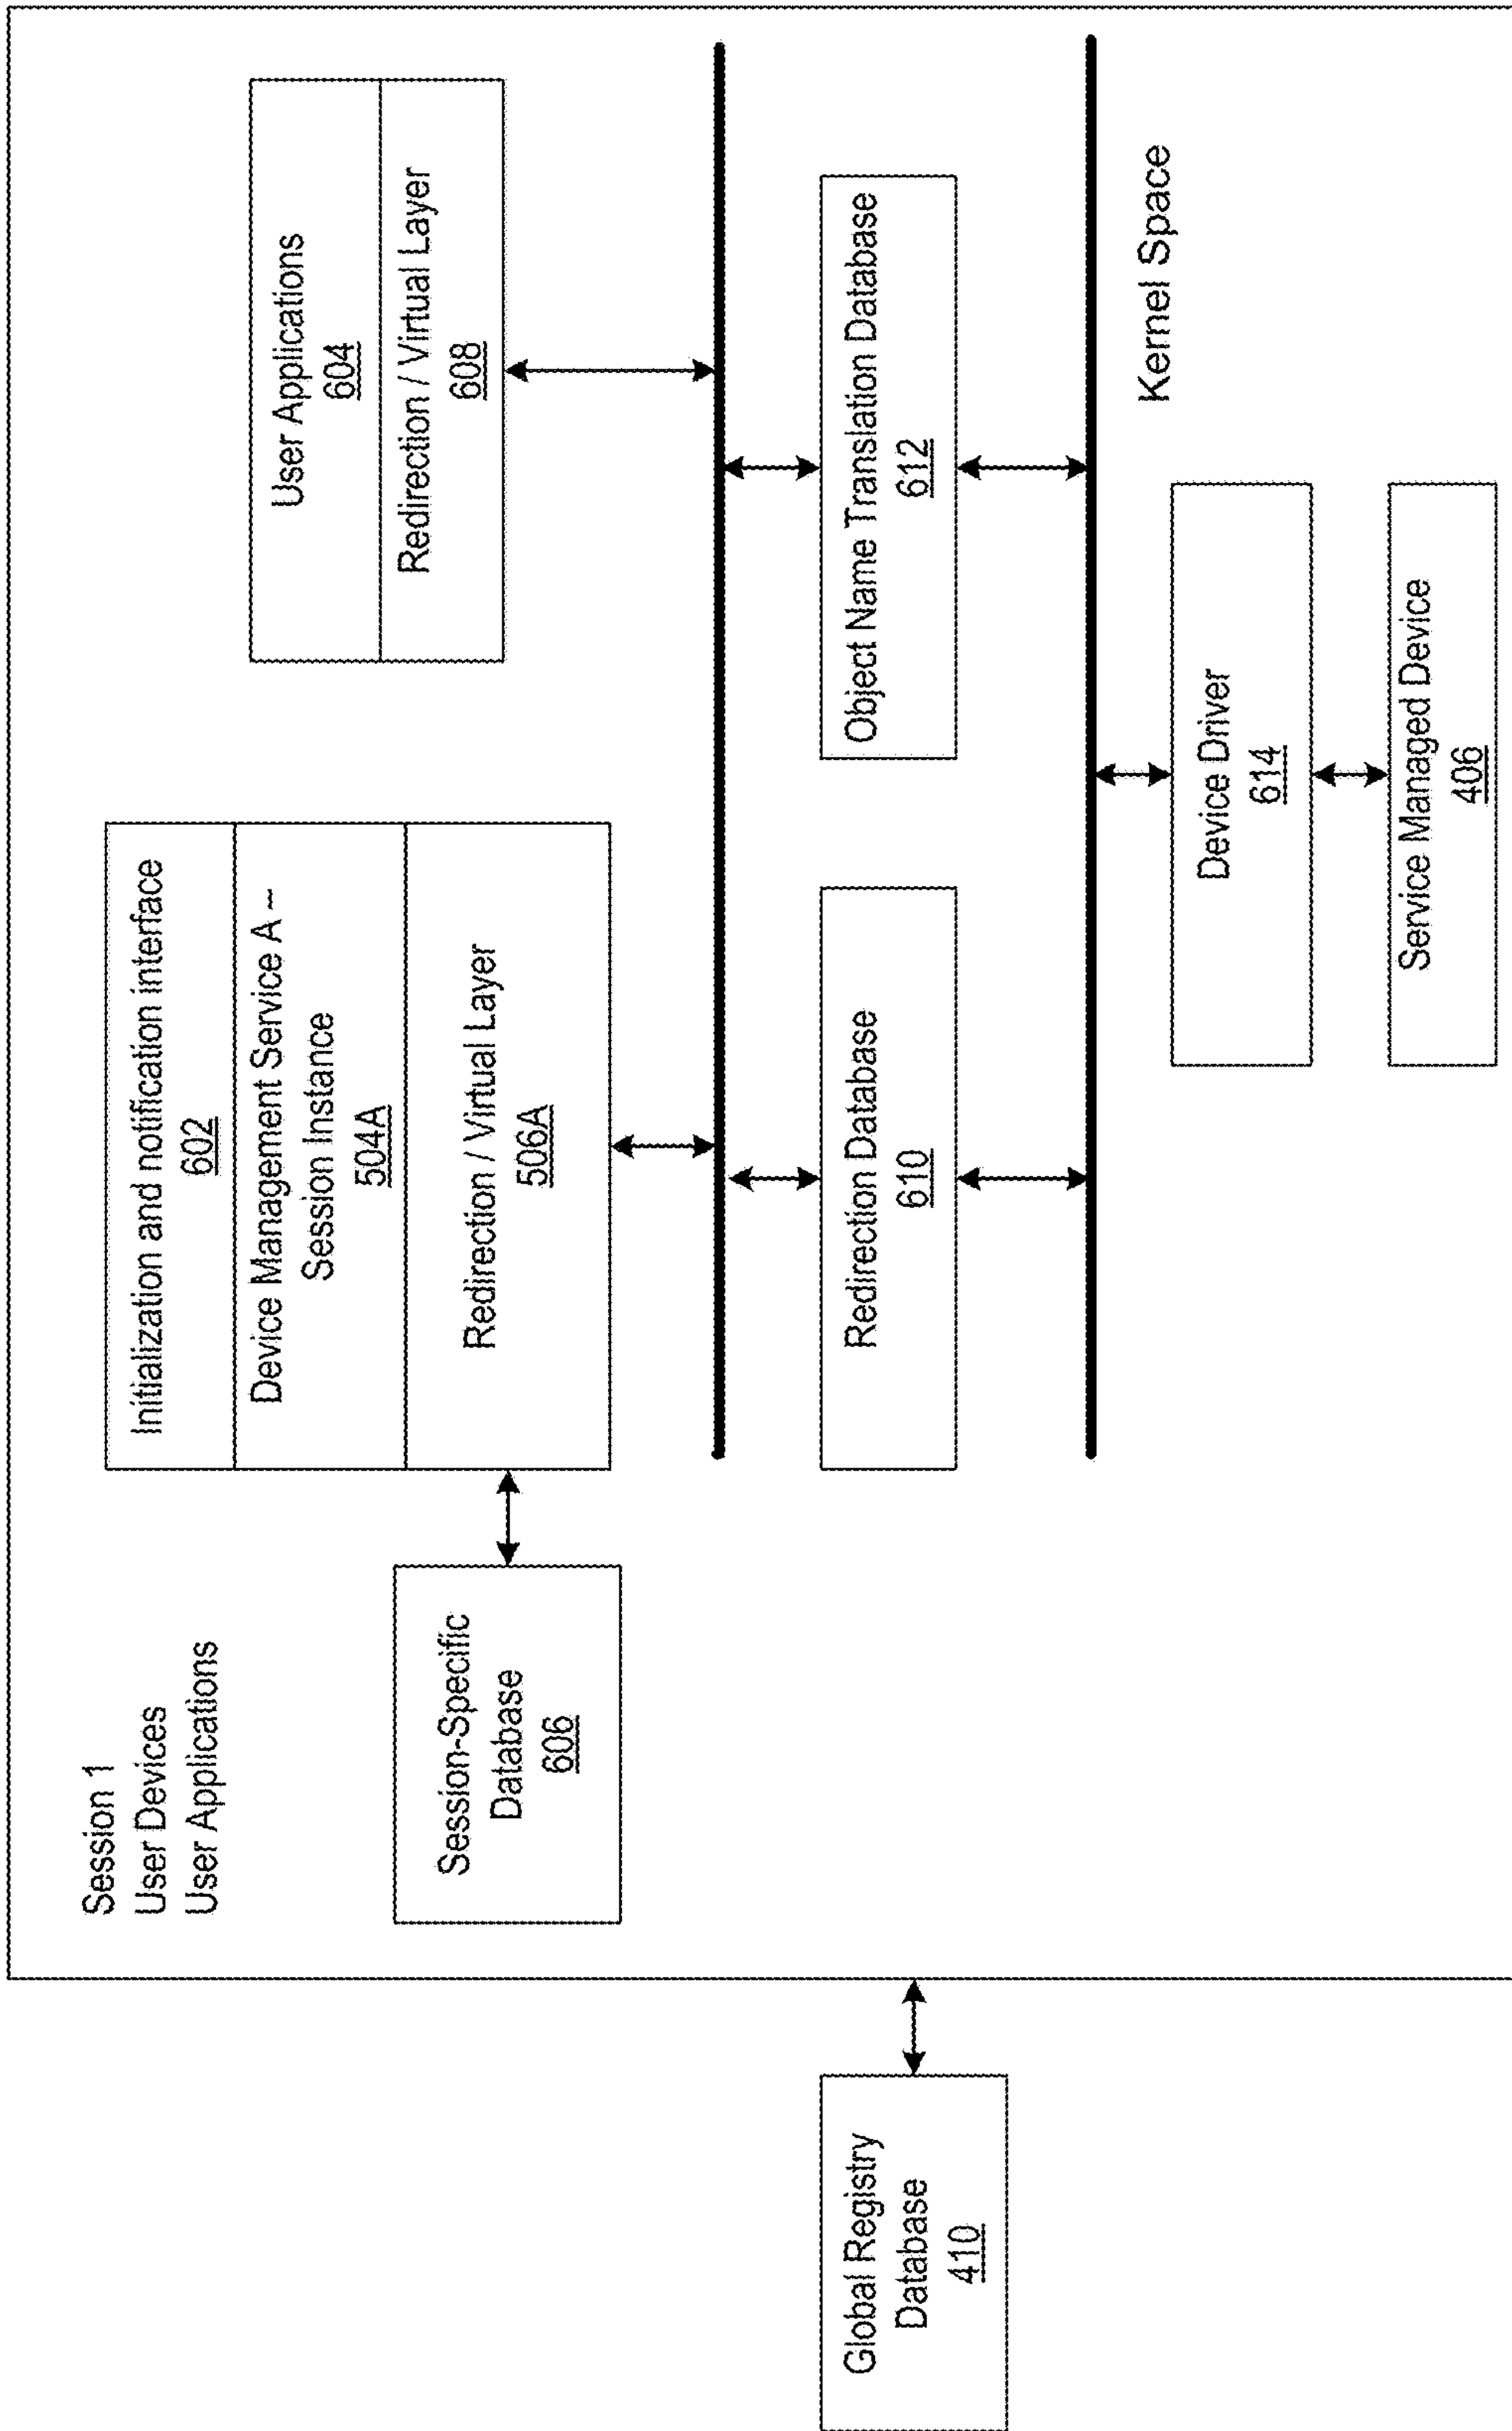 Session 1
User Devices
User Applications
Initialization and notification interface
602
Device Management Service A –
Session Instance
504A
Redirection / Virtual Layer
506A
User Applications
604
Redirection / Virtual Layer
608
Session-Specific
Database
606
Global Registry
Database
410
Redirection Database
610
Object Name Translation Database
612
Kernel Space
Device Driver
614
Service Managed Device
406